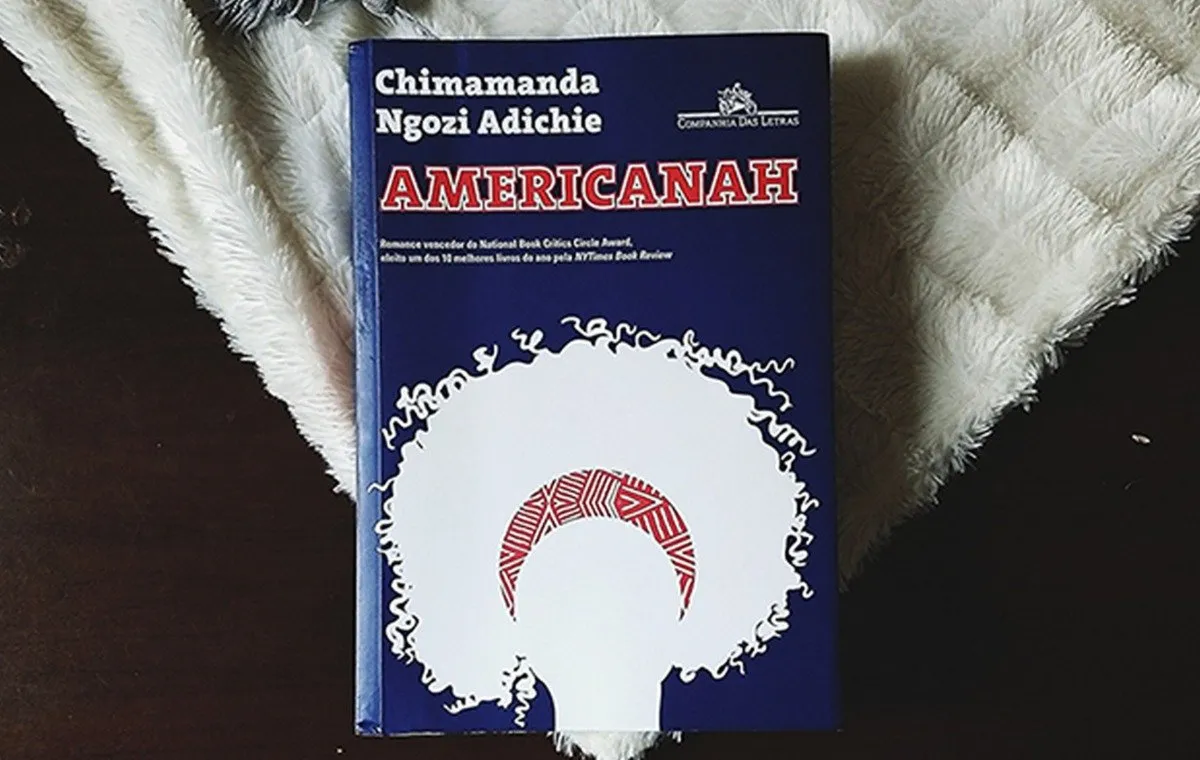 Chimamanda
Ngozi Adichie
COMPANHIA DAS LETRAS
AMERICANAH
Romance vencedor do National Book Critics Circle Award,
eleito um dos 10 melhores livros do ano pela NYTimes Book Review